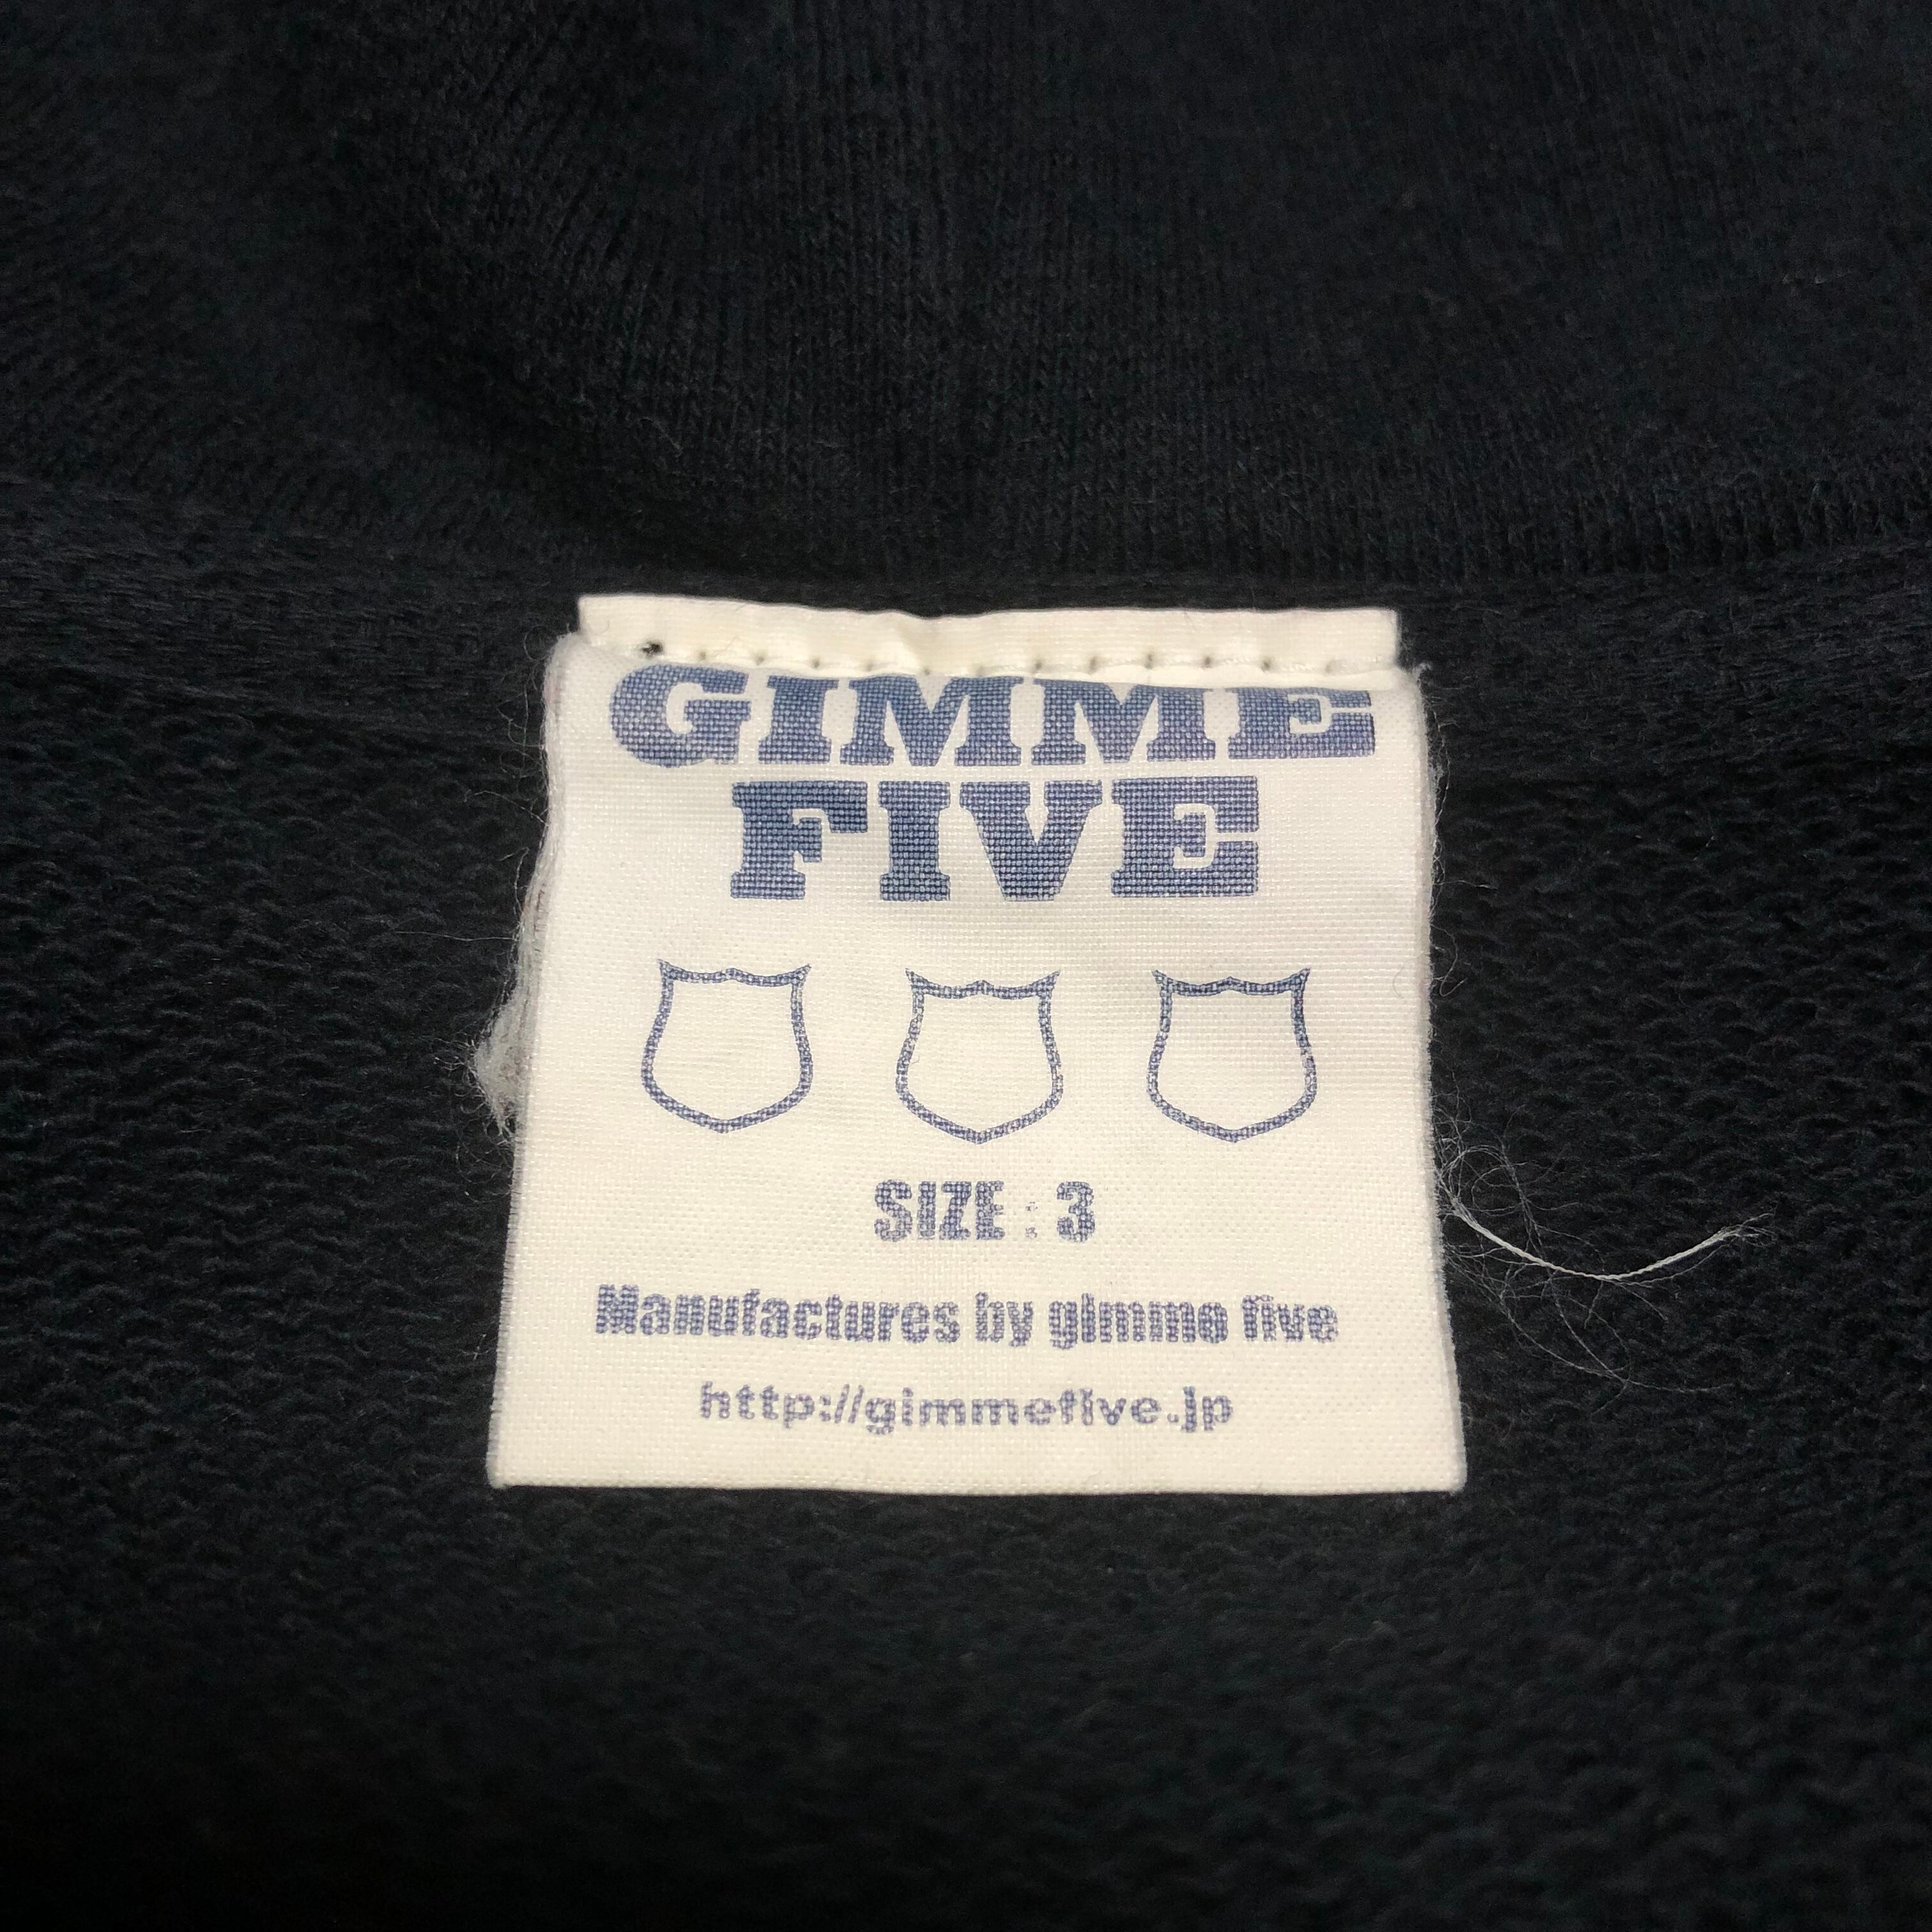 GIMME
FIVE
SIZE : 3
Manufactures by gimme five
http://gimmefive.jp